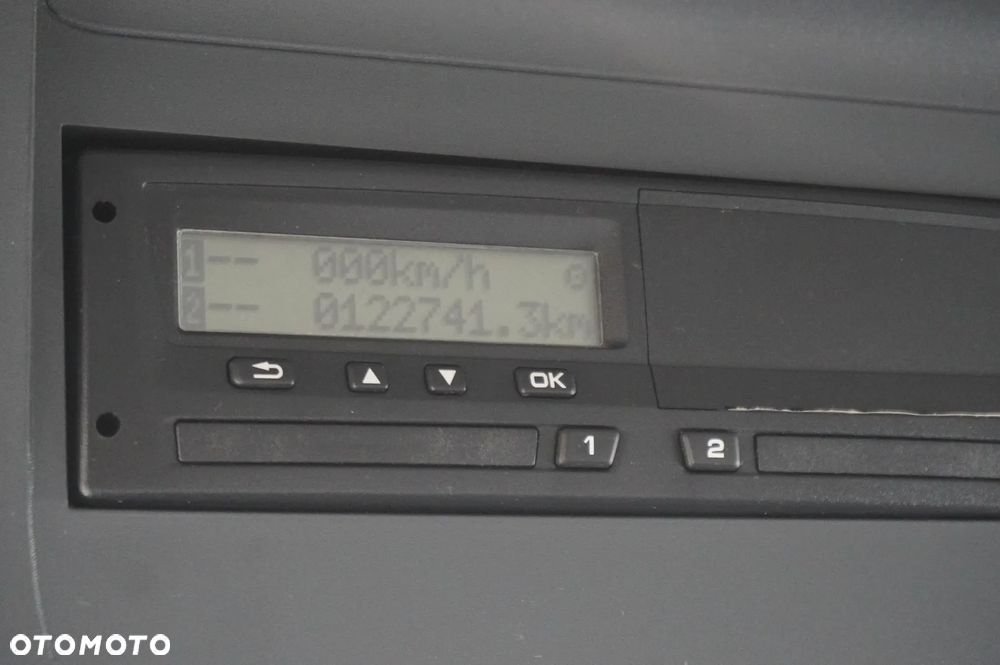 1-- 000km/h
2-- 0122741.3km
OK
1
2
OTOMOTO